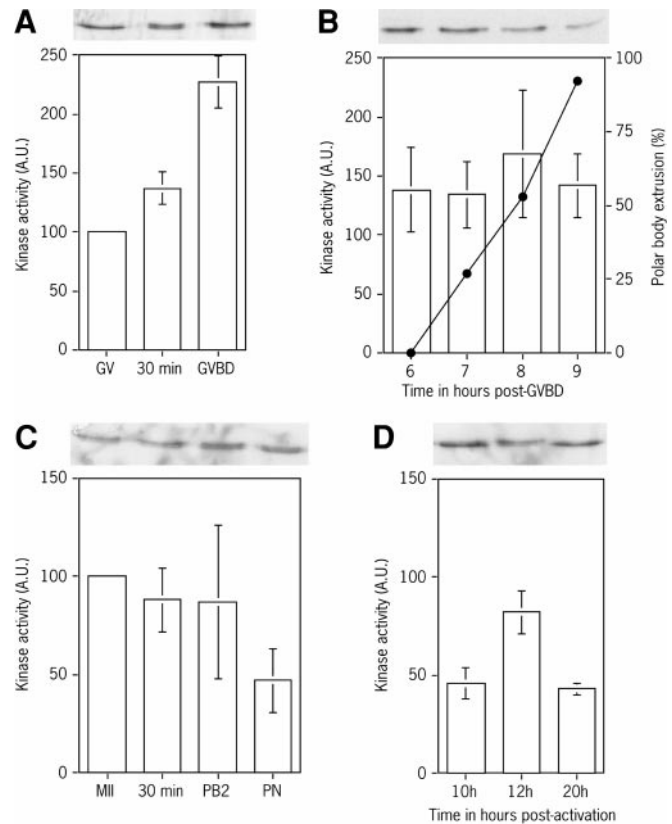 A
250
200
150
100
50
0
Kinase activity (A.U.)
GV 30 min GVBD
B
250
200
150
100
50
0
Kinase activity (A.U.)
100
75
50
25
0
Polar body extrusion (%)
6 7 8 9
Time in hours post-GVBD
C
150
100
50
0
Kinase activity (A.U.)
MII 30 min PB2 PN
D
150
100
50
0
Kinase activity (A.U.)
10h 12h 20h
Time in hours post-activation